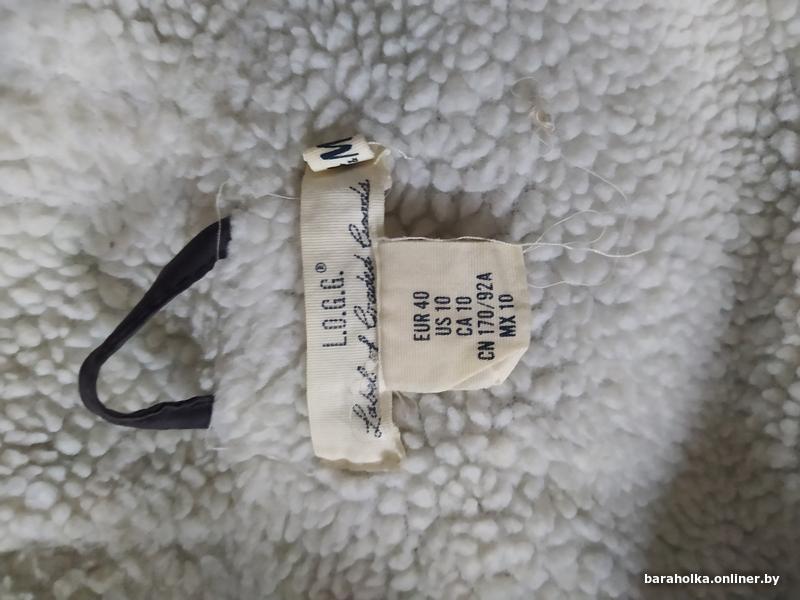 L.O.G.G.®
Label of Graded Goods
M
EUR 40
US 10
CA 10
CN 170/92A
MX 10
baraholka.onliner.by